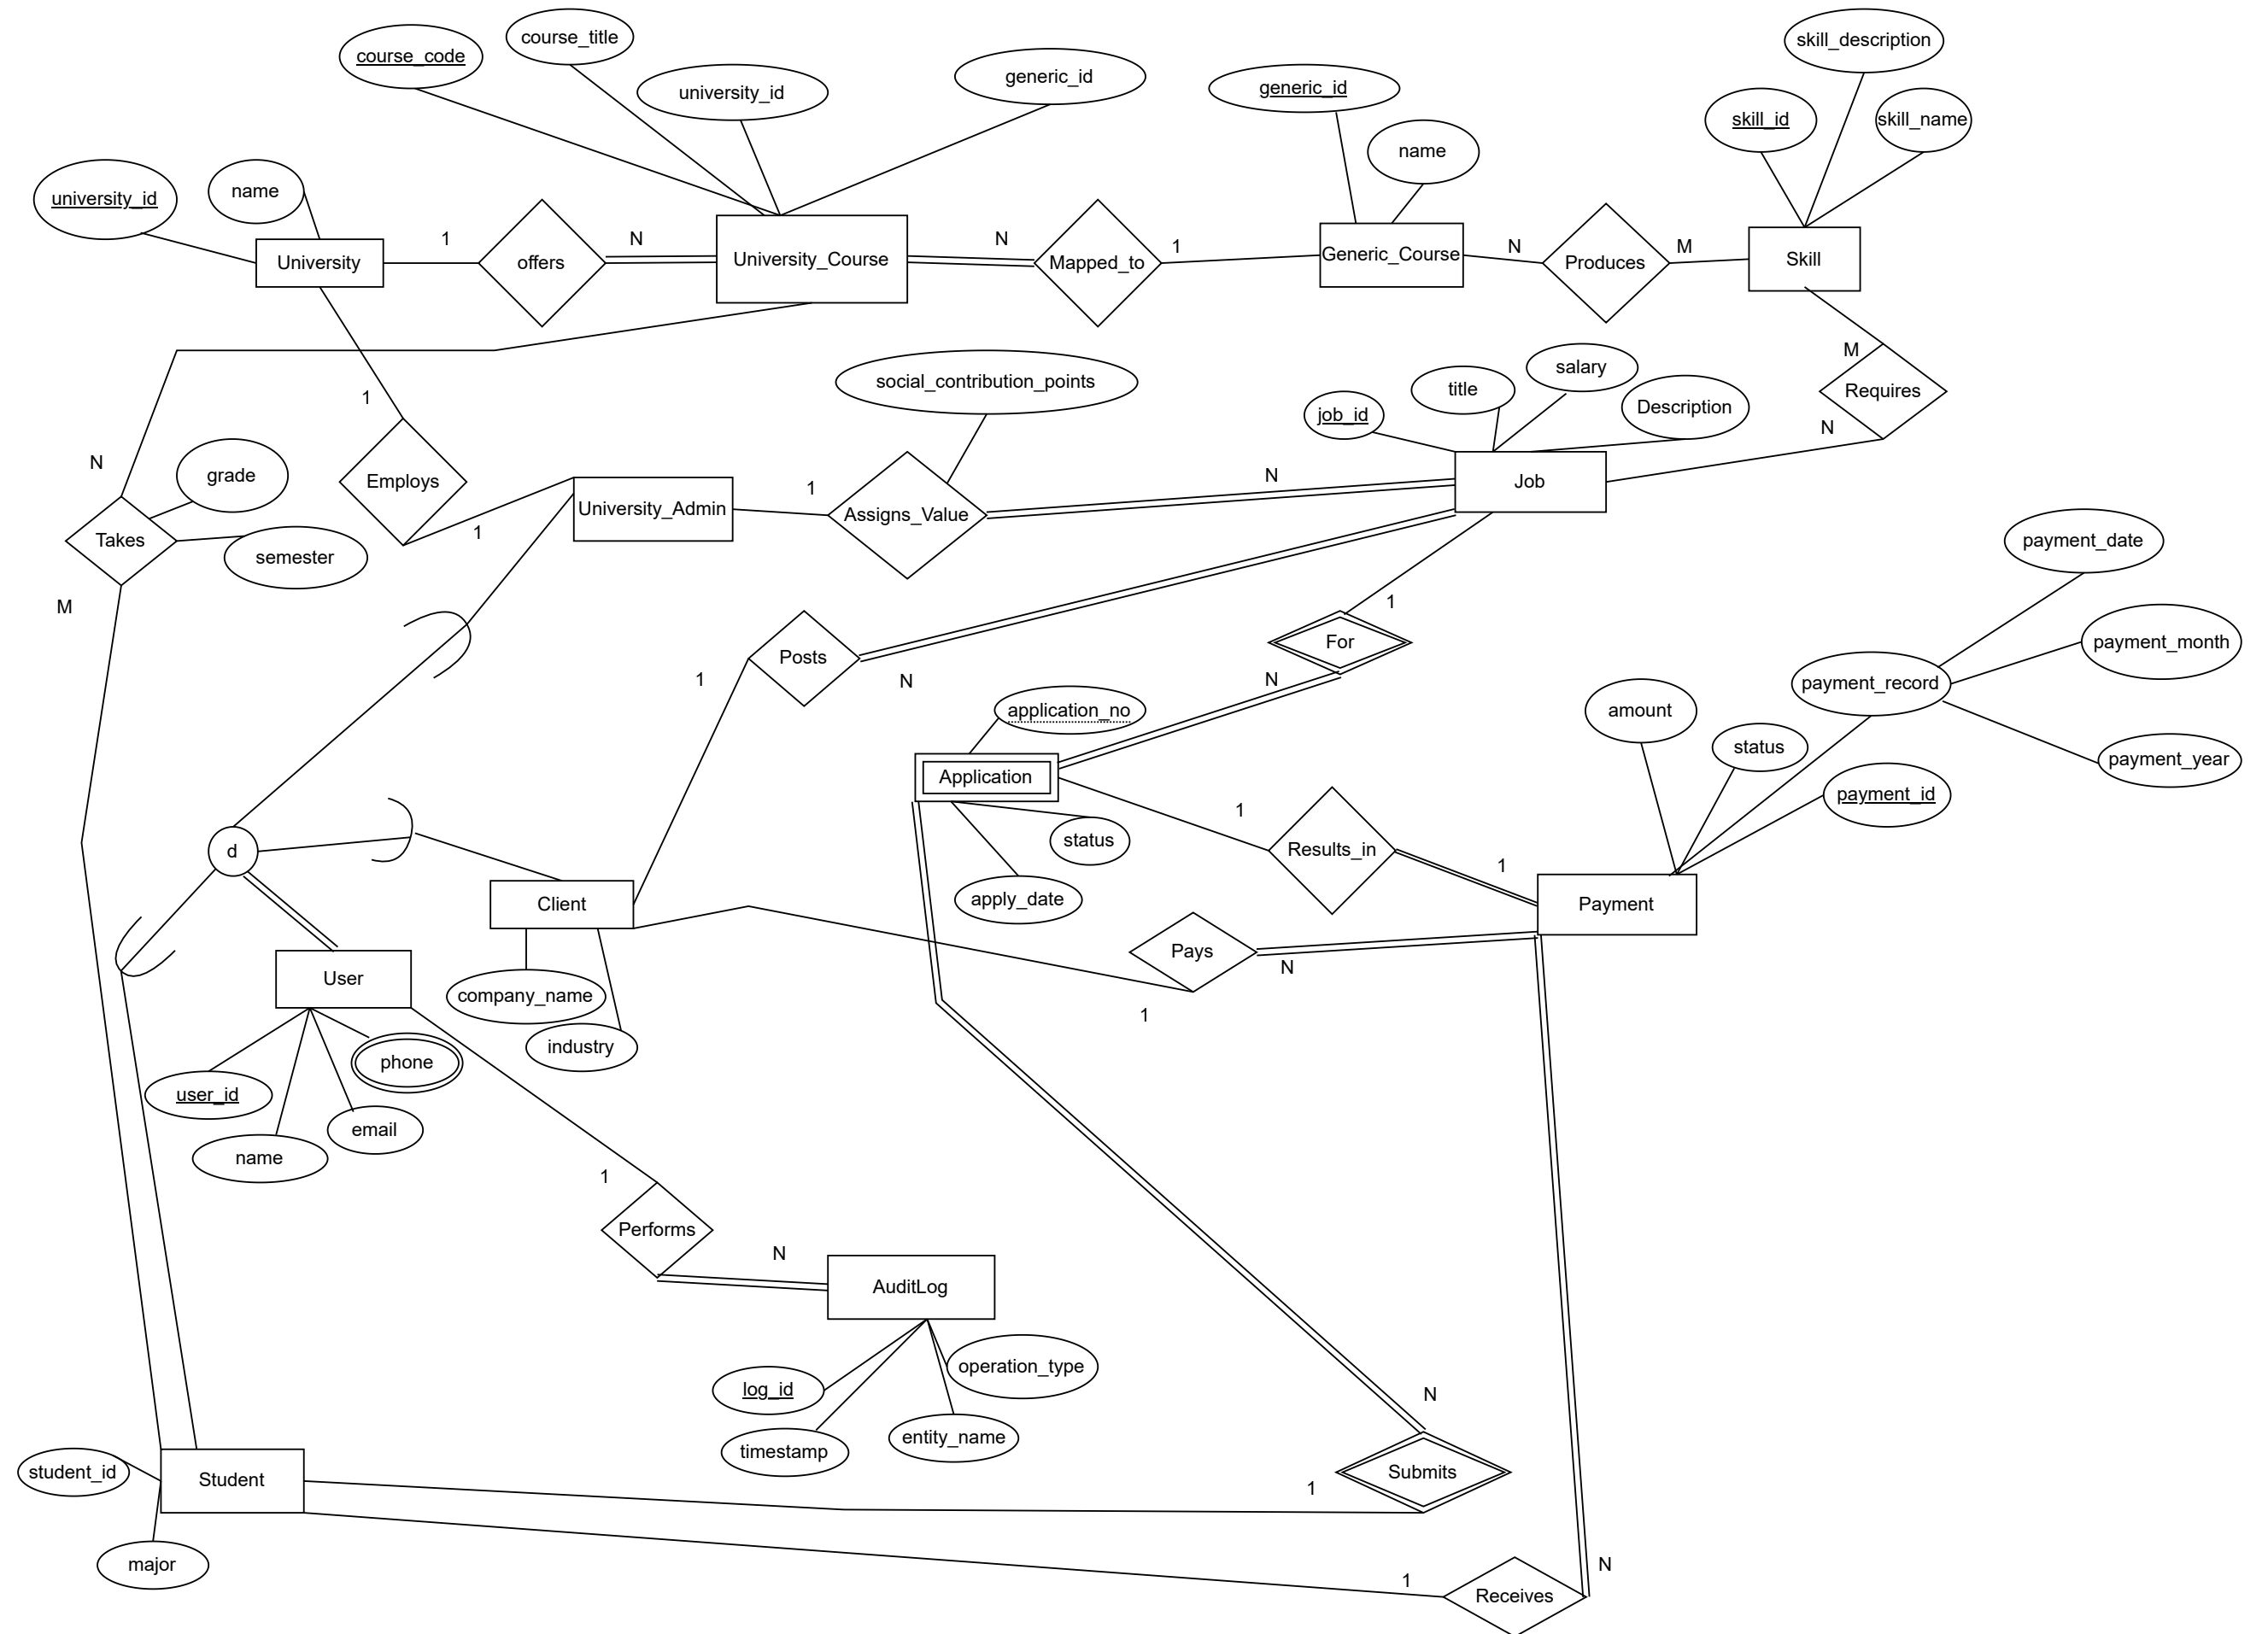 skill_description
course_title
course_code
generic_id
generic_id
university_id
skill_id
skill_name
name
name
university_id
1
N
N
1
N
M
offers
University_Course
Mapped_to
Generic_Course
Produces
Skill
University
M
salary
social_contribution_points
title
Requires
1
Description
job_id
N
N
grade
N
Employs
1
Job
University_Admin
Assigns_Value
1
Takes
payment_date
semester
1
M
For
payment_month
Posts
1
N
N
payment_record
application_no
amount
status
payment_year
Application
payment_id
1
status
d
Results_in
1
apply_date
Client
Payment
Pays
N
User
company_name
1
industry
phone
user_id
email
name
1
Performs
N
AuditLog
operation_type
log_id
N
entity_name
timestamp
student_id
Student
Submits
1
major
N
1
Receives